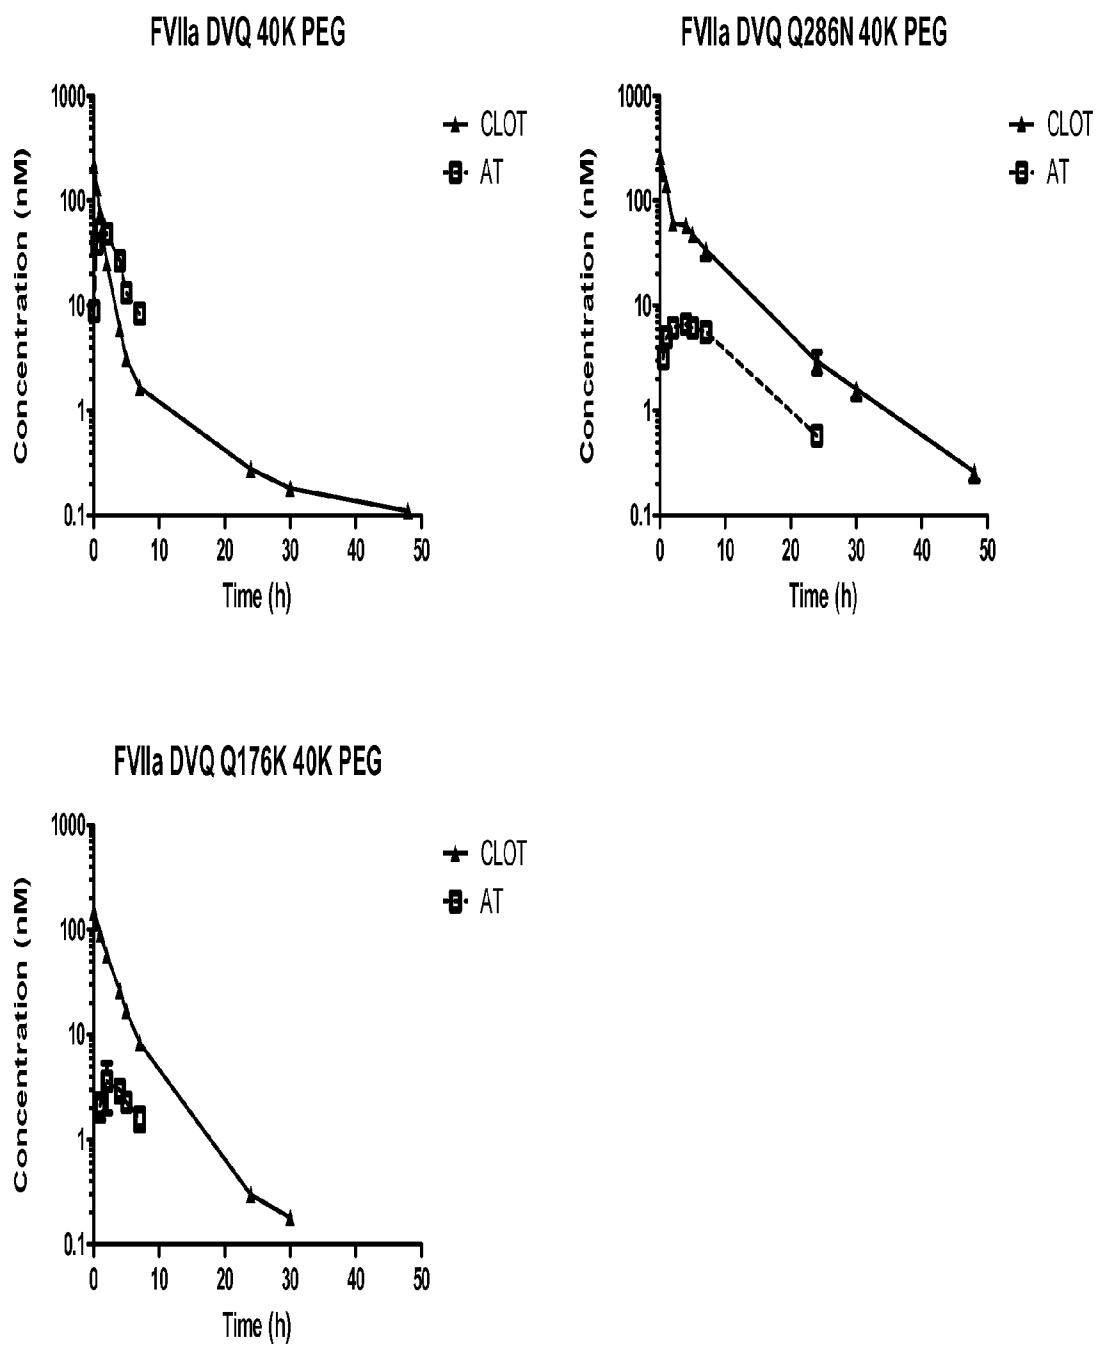 FVIIa DVQ 40K PEG
1000
100
10
1
0.1
0 10 20 30 40 50
Concentration (nM)
Time (h)
CLOT
AT
FVIIa DVQ Q286N 40K PEG
1000
100
10
1
0.1
0 10 20 30 40 50
Concentration (nM)
Time (h)
CLOT
AT
FVIIa DVQ Q176K 40K PEG
1000
100
10
1
0.1
0 10 20 30 40 50
Concentration (nM)
Time (h)
CLOT
AT